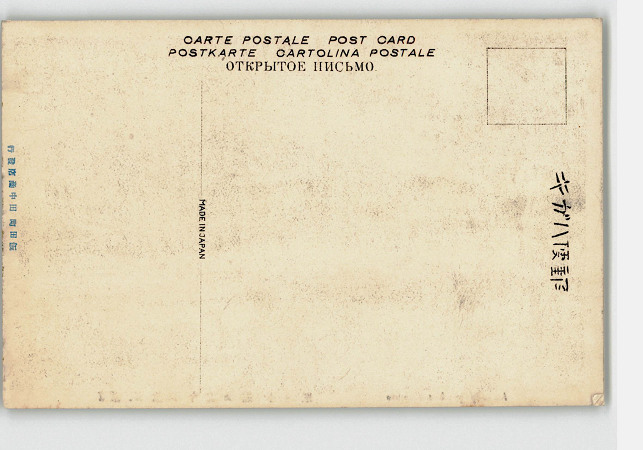 CARTE POSTALE POST CARD
POSTKARTE CARTOLINA POSTALE
ОТКРЫТОЕ ПИСЬМО
MADE IN JAPAN
郵便ハガキ